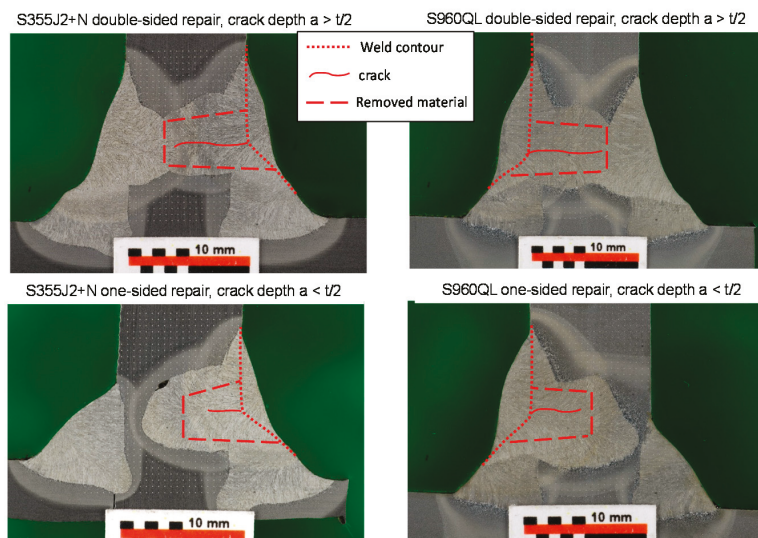 S355J2+N double-sided repair, crack depth a > t/2
S960QL double-sided repair, crack depth a > t/2
Weld contour
crack
Removed material
10 mm
10 mm
S355J2+N one-sided repair, crack depth a < t/2
S960QL one-sided repair, crack depth a < t/2
10 mm
10 mm